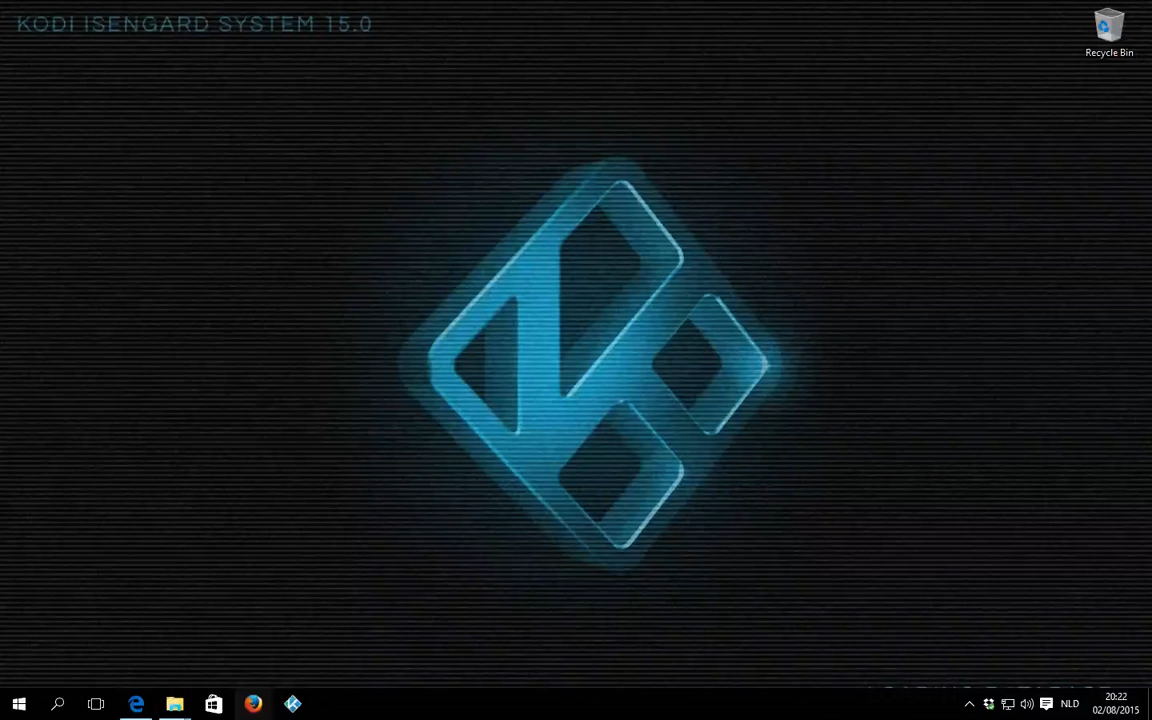 KODI ISENGARD SYSTEM 15.0
Recycle Bin
NLD
20:22
02/08/2015